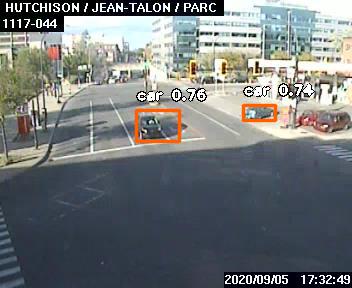 HUTCHISON / JEAN-TALON / PARC
1117-044
car 0.76
car 0.74
2020/09/05 17:32:49